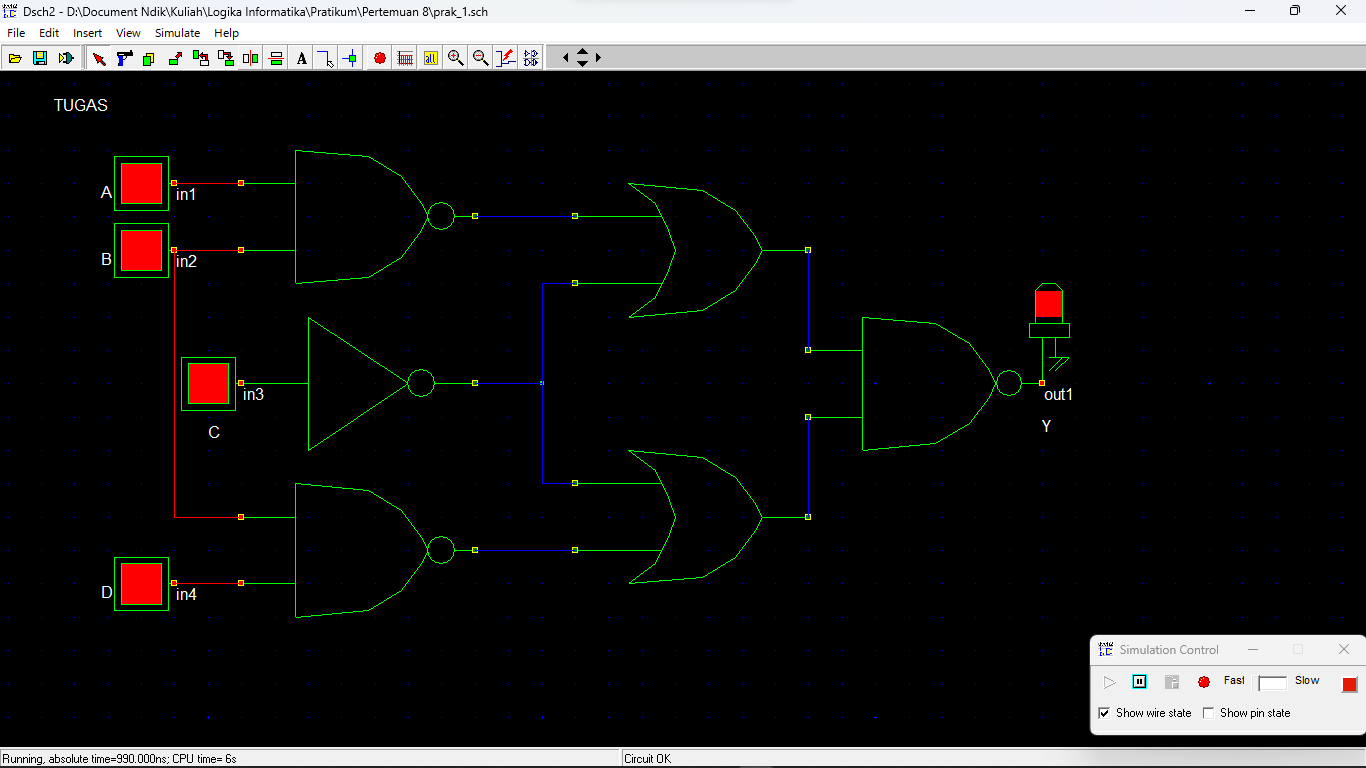 Dsch2 - D:\Document Ndik\Kuliah\Logika Informatika\Pratikum\Pertemuan 8\prak_1.sch
File Edit Insert View Simulate Help
A
TUGAS
A in1
B in2
in3
C
out1
Y
D in4
Simulation Control
Fast Slow
Show wire state Show pin state
Running, absolute time=990.000ns; CPU time= 6s Circuit OK